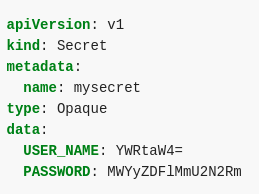 apiVersion: v1
kind: Secret
metadata:
  name: mysecret
type: Opaque
data:
  USER_NAME: YWRtaW4=
  PASSWORD: MWYyZDFlMmU2N2Rm